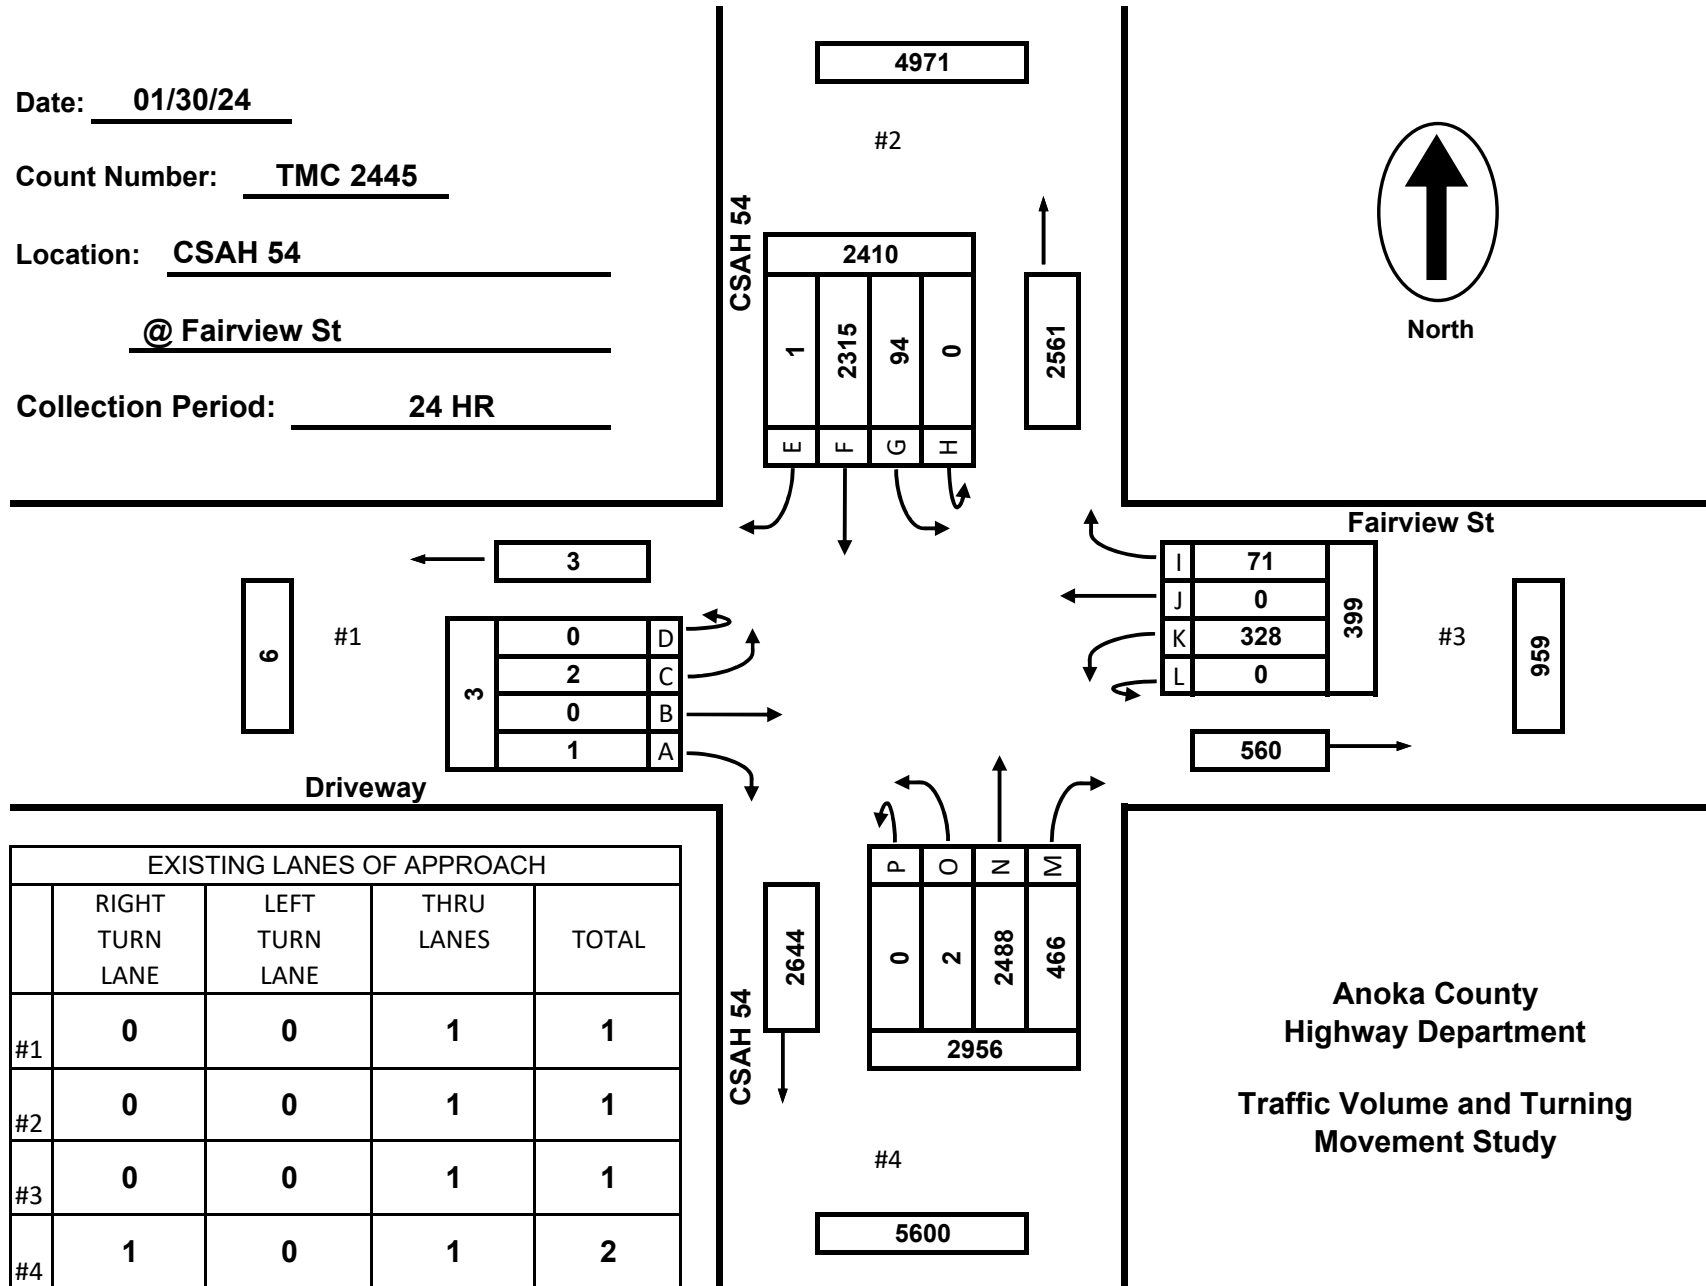 Date: 01/30/24
Count Number: TMC 2445
Location: CSAH 54
@ Fairview St
Collection Period: 24 HR
4971
#2
CSAH 54
2410
1 2315 94 0
E F G H
2561
North
Fairview St
3
6
#1
3
0 D
2 C
0 B
1 A
Driveway
I 71
J 0
K 328
L 0
399
#3
959
560
EXISTING LANES OF APPROACH
RIGHT TURN LANE
LEFT TURN LANE
THRU LANES
TOTAL
#1 0 0 1 1
#2 0 0 1 1
#3 0 0 1 1
#4 1 0 1 2
CSAH 54
2644
P O N M
0 2 2488 466
2956
#4
5600
Anoka County
Highway Department
Traffic Volume and Turning
Movement Study